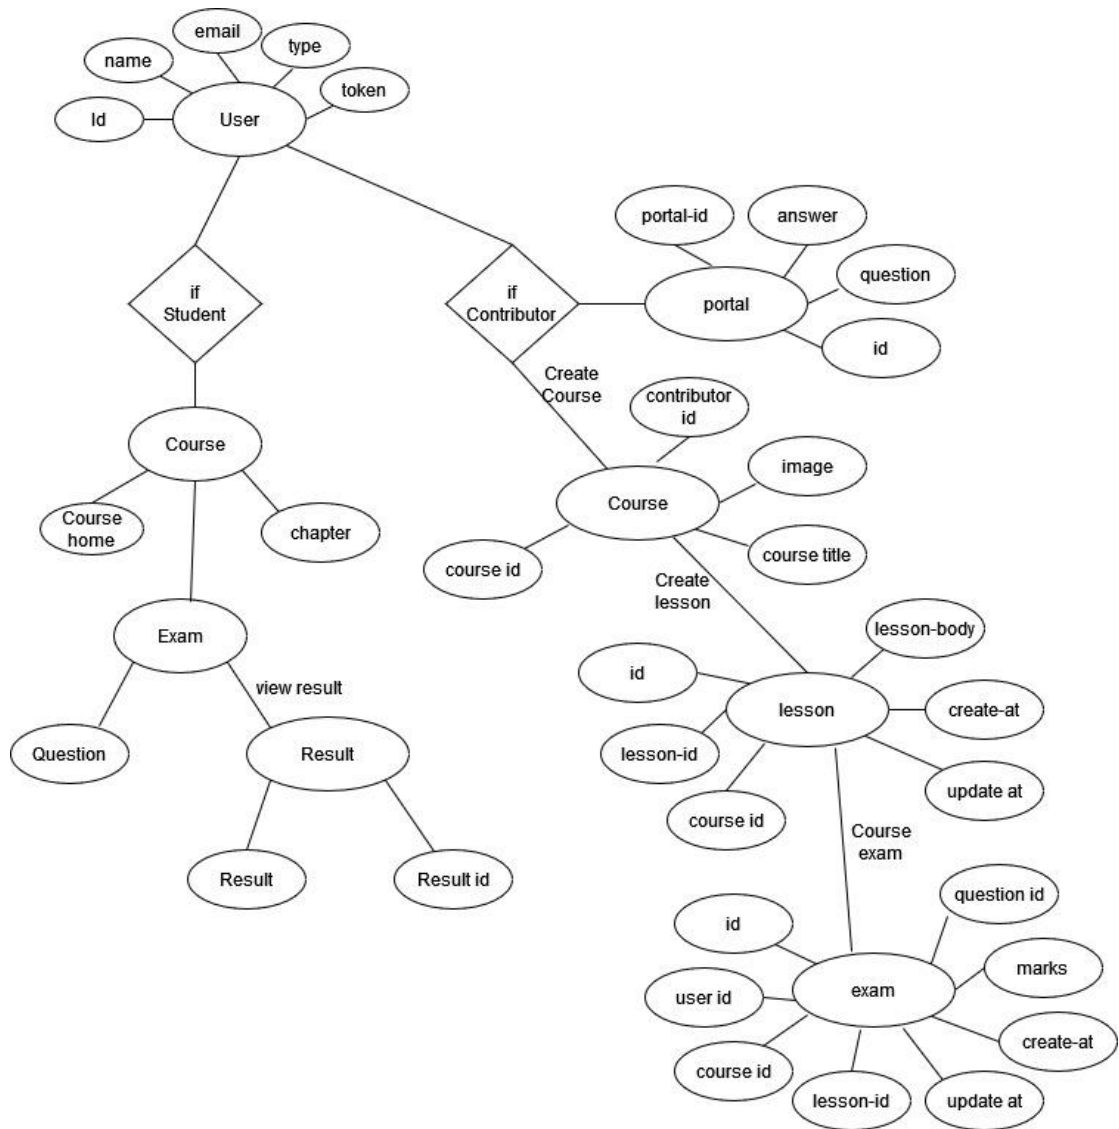 email
type
name
token
Id
User
portal-id
answer
question
if
Student
if
Contributor
portal
id
Create
Course
contributor
id
Course
image
Course
Course
home
chapter
course id
course title
Create
lesson
Exam
lesson-body
id
view result
lesson
create-at
Question
Result
lesson-id
update at
course id
Course
exam
Result
Result id
question id
id
marks
user id
exam
create-at
course id
lesson-id
update at